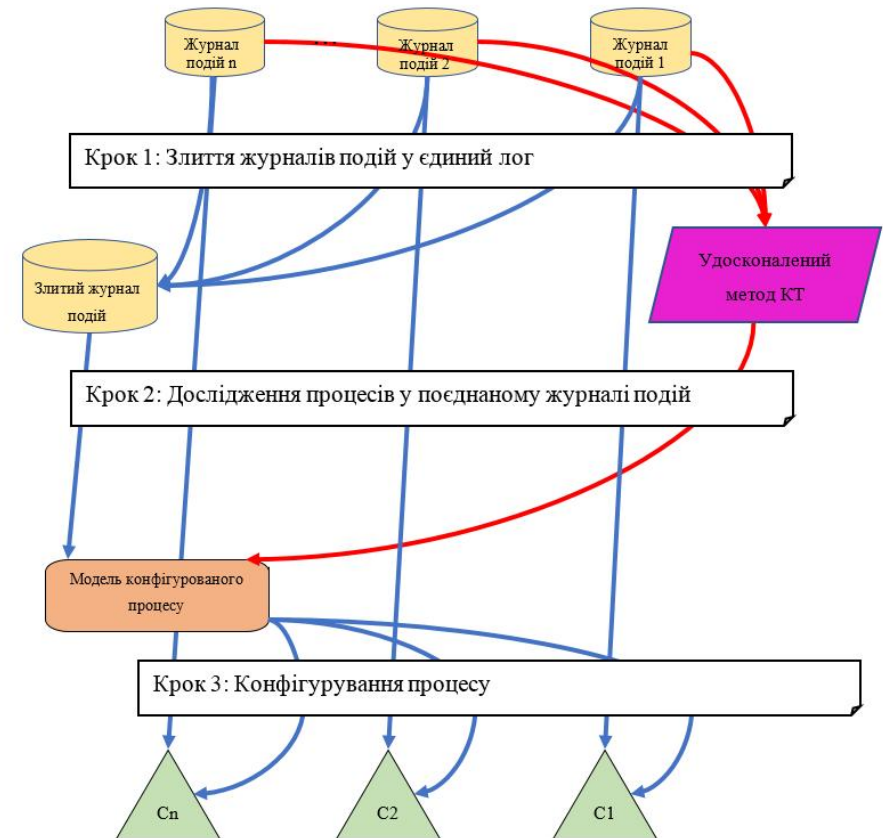 Журнал
подій n
...
Журнал
подій 2
Журнал
подій 1
Крок 1: Злиття журналів подій у єдиний лог
Злитий журнал
подій
Удосконалений
метод КТ
Крок 2: Дослідження процесів у поєднаному журналі подій
Модель конфігурованого
процесу
Крок 3: Конфігурування процесу
Cn
C2
C1